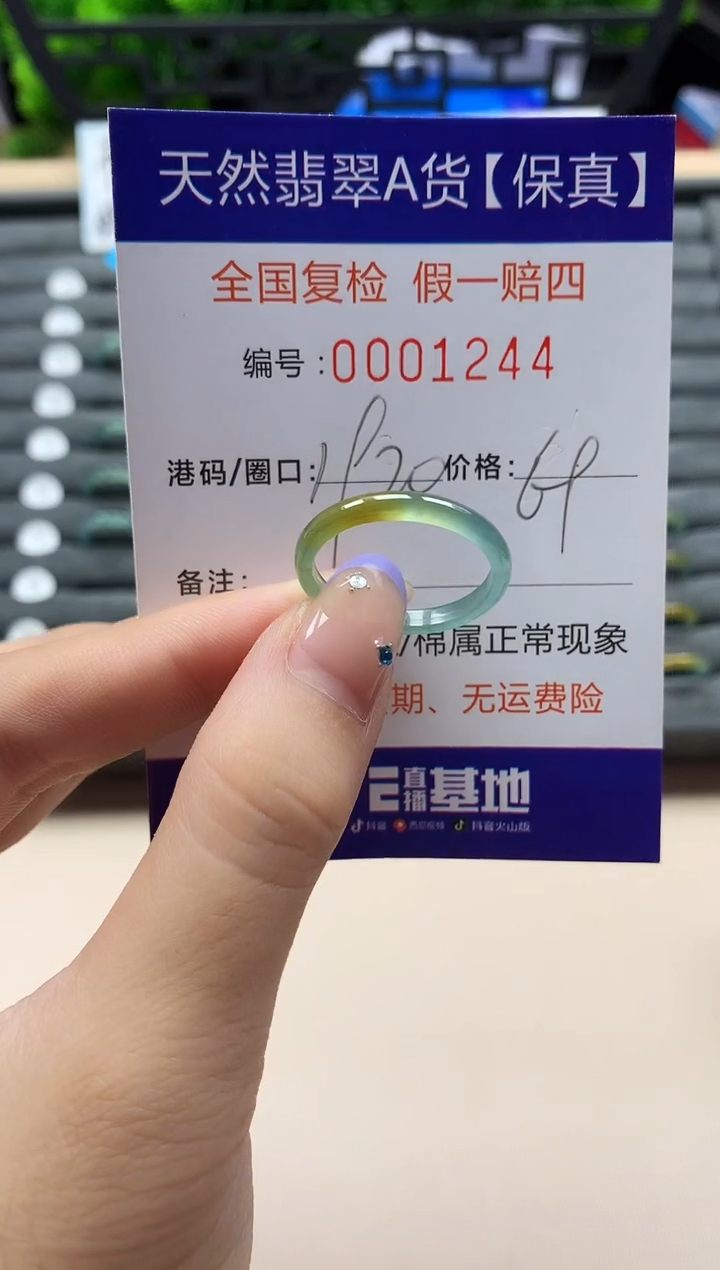 天然翡翠A货【保真】
全国复检 假一赔四
编号:0001244
港码/圈口: 价格:
备注:
/棉属正常现象
期、无运费险
直播基地
抖音 西瓜视频 抖音火山版